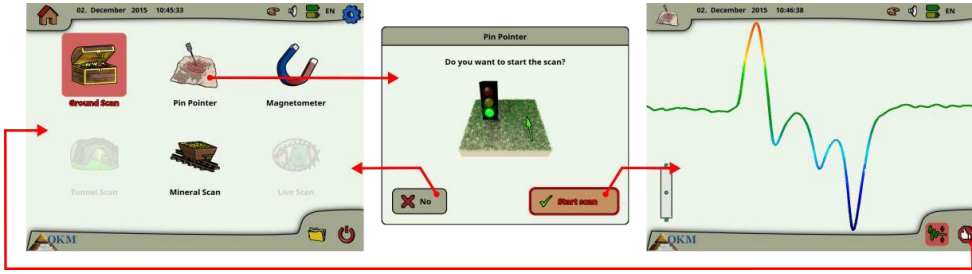 02. December 2015 10:45:33
EN
Ground Scan
Pin Pointer
Magnetometer
Tunnel Scan
Mineral Scan
Live Scan
OKM
Pin Pointer
Do you want to start the scan?
No
Start scan
02. December 2015 10:46:38
EN
OKM